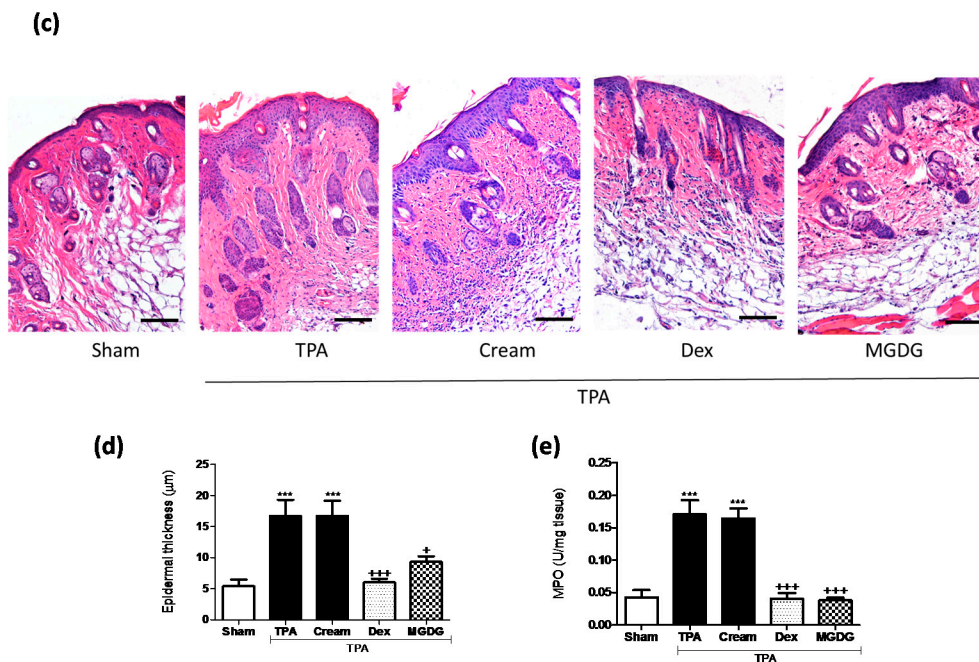 (c)
Sham TPA Cream Dex MGDG
TPA
(d)
Epidermal thickness (µm)
25
20
15
10
5
0
*** *** +++ +
Sham TPA Cream Dex MGDG
TPA
(e)
MPO (U/mg tissue)
0.25
0.20
0.15
0.10
0.05
0.00
*** *** +++ +++
Sham TPA Cream Dex MGDG
TPA